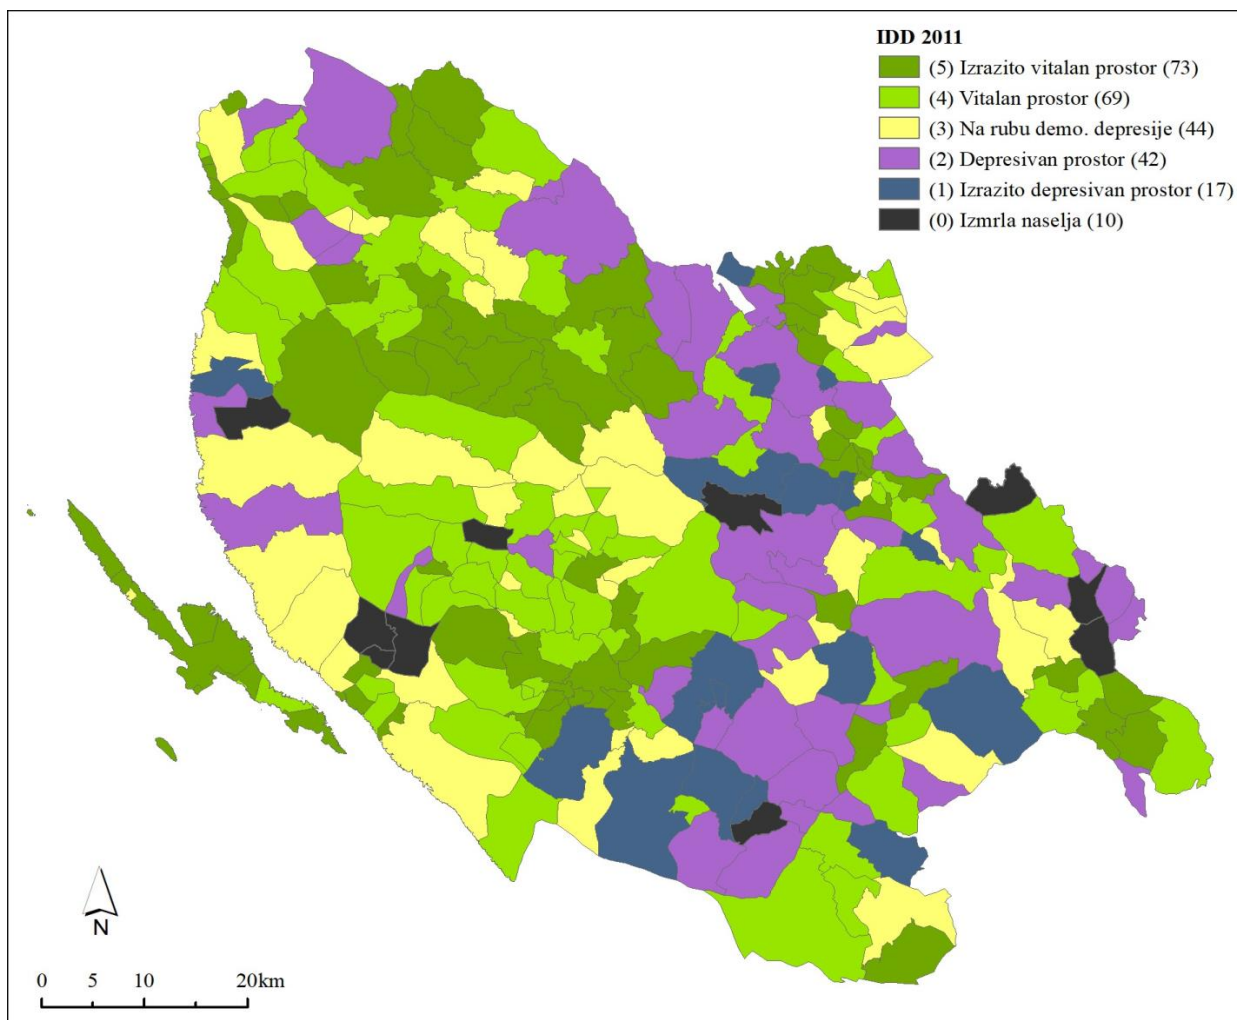 IDD 2011
(5) Izrazito vitalan prostor (73)
(4) Vitalan prostor (69)
(3) Na rubu demo. depresije (44)
(2) Depresivan prostor (42)
(1) Izrazito depresivan prostor (17)
(0) Izmrla naselja (10)
N
0 5 10 20km